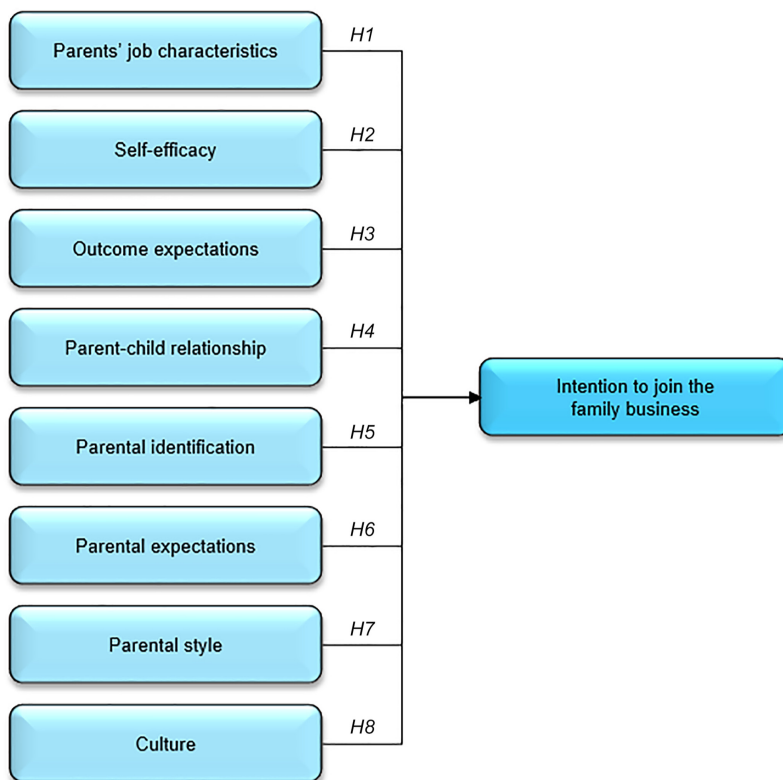 Parents' job characteristics
H1
Self-efficacy
H2
Outcome expectations
H3
Parent-child relationship
H4
Parental identification
H5
Parental expectations
H6
Parental style
H7
Culture
H8
Intention to join the
family business